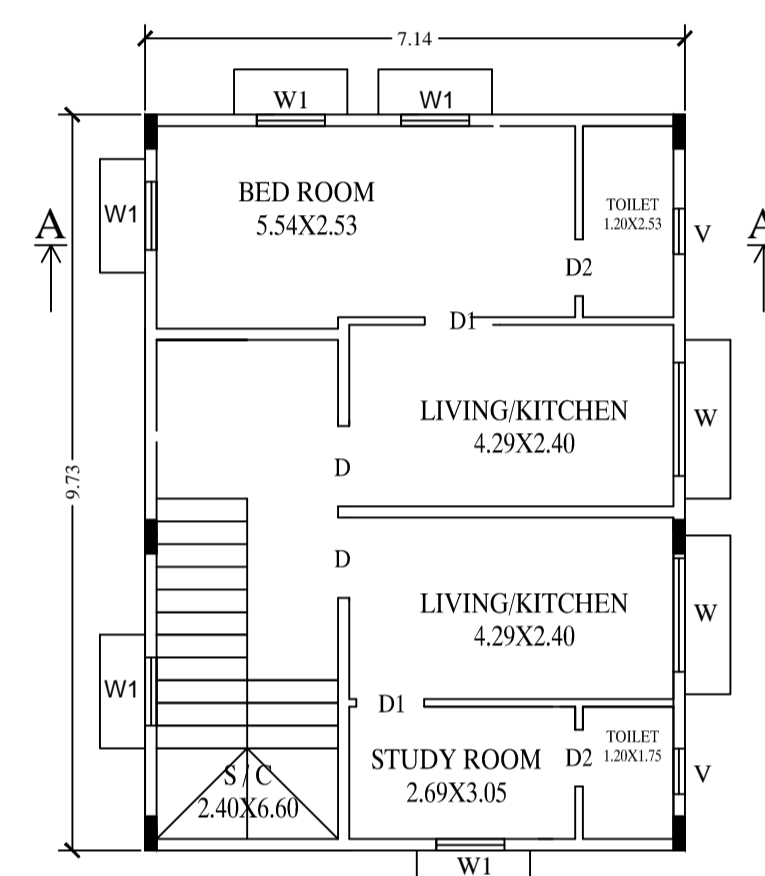 7.14
W1
W1
BED ROOM
5.54X2.53
TOILET
1.20X2.53
W1
A
V
A
D2
D1
LIVING/KITCHEN
4.29X2.40
W
D
9.73
D
LIVING/KITCHEN
4.29X2.40
W
W1
D1
STUDY ROOM
2.69X3.05
D2
TOILET
1.20X1.75
V
S / C
2.40X6.60
W1